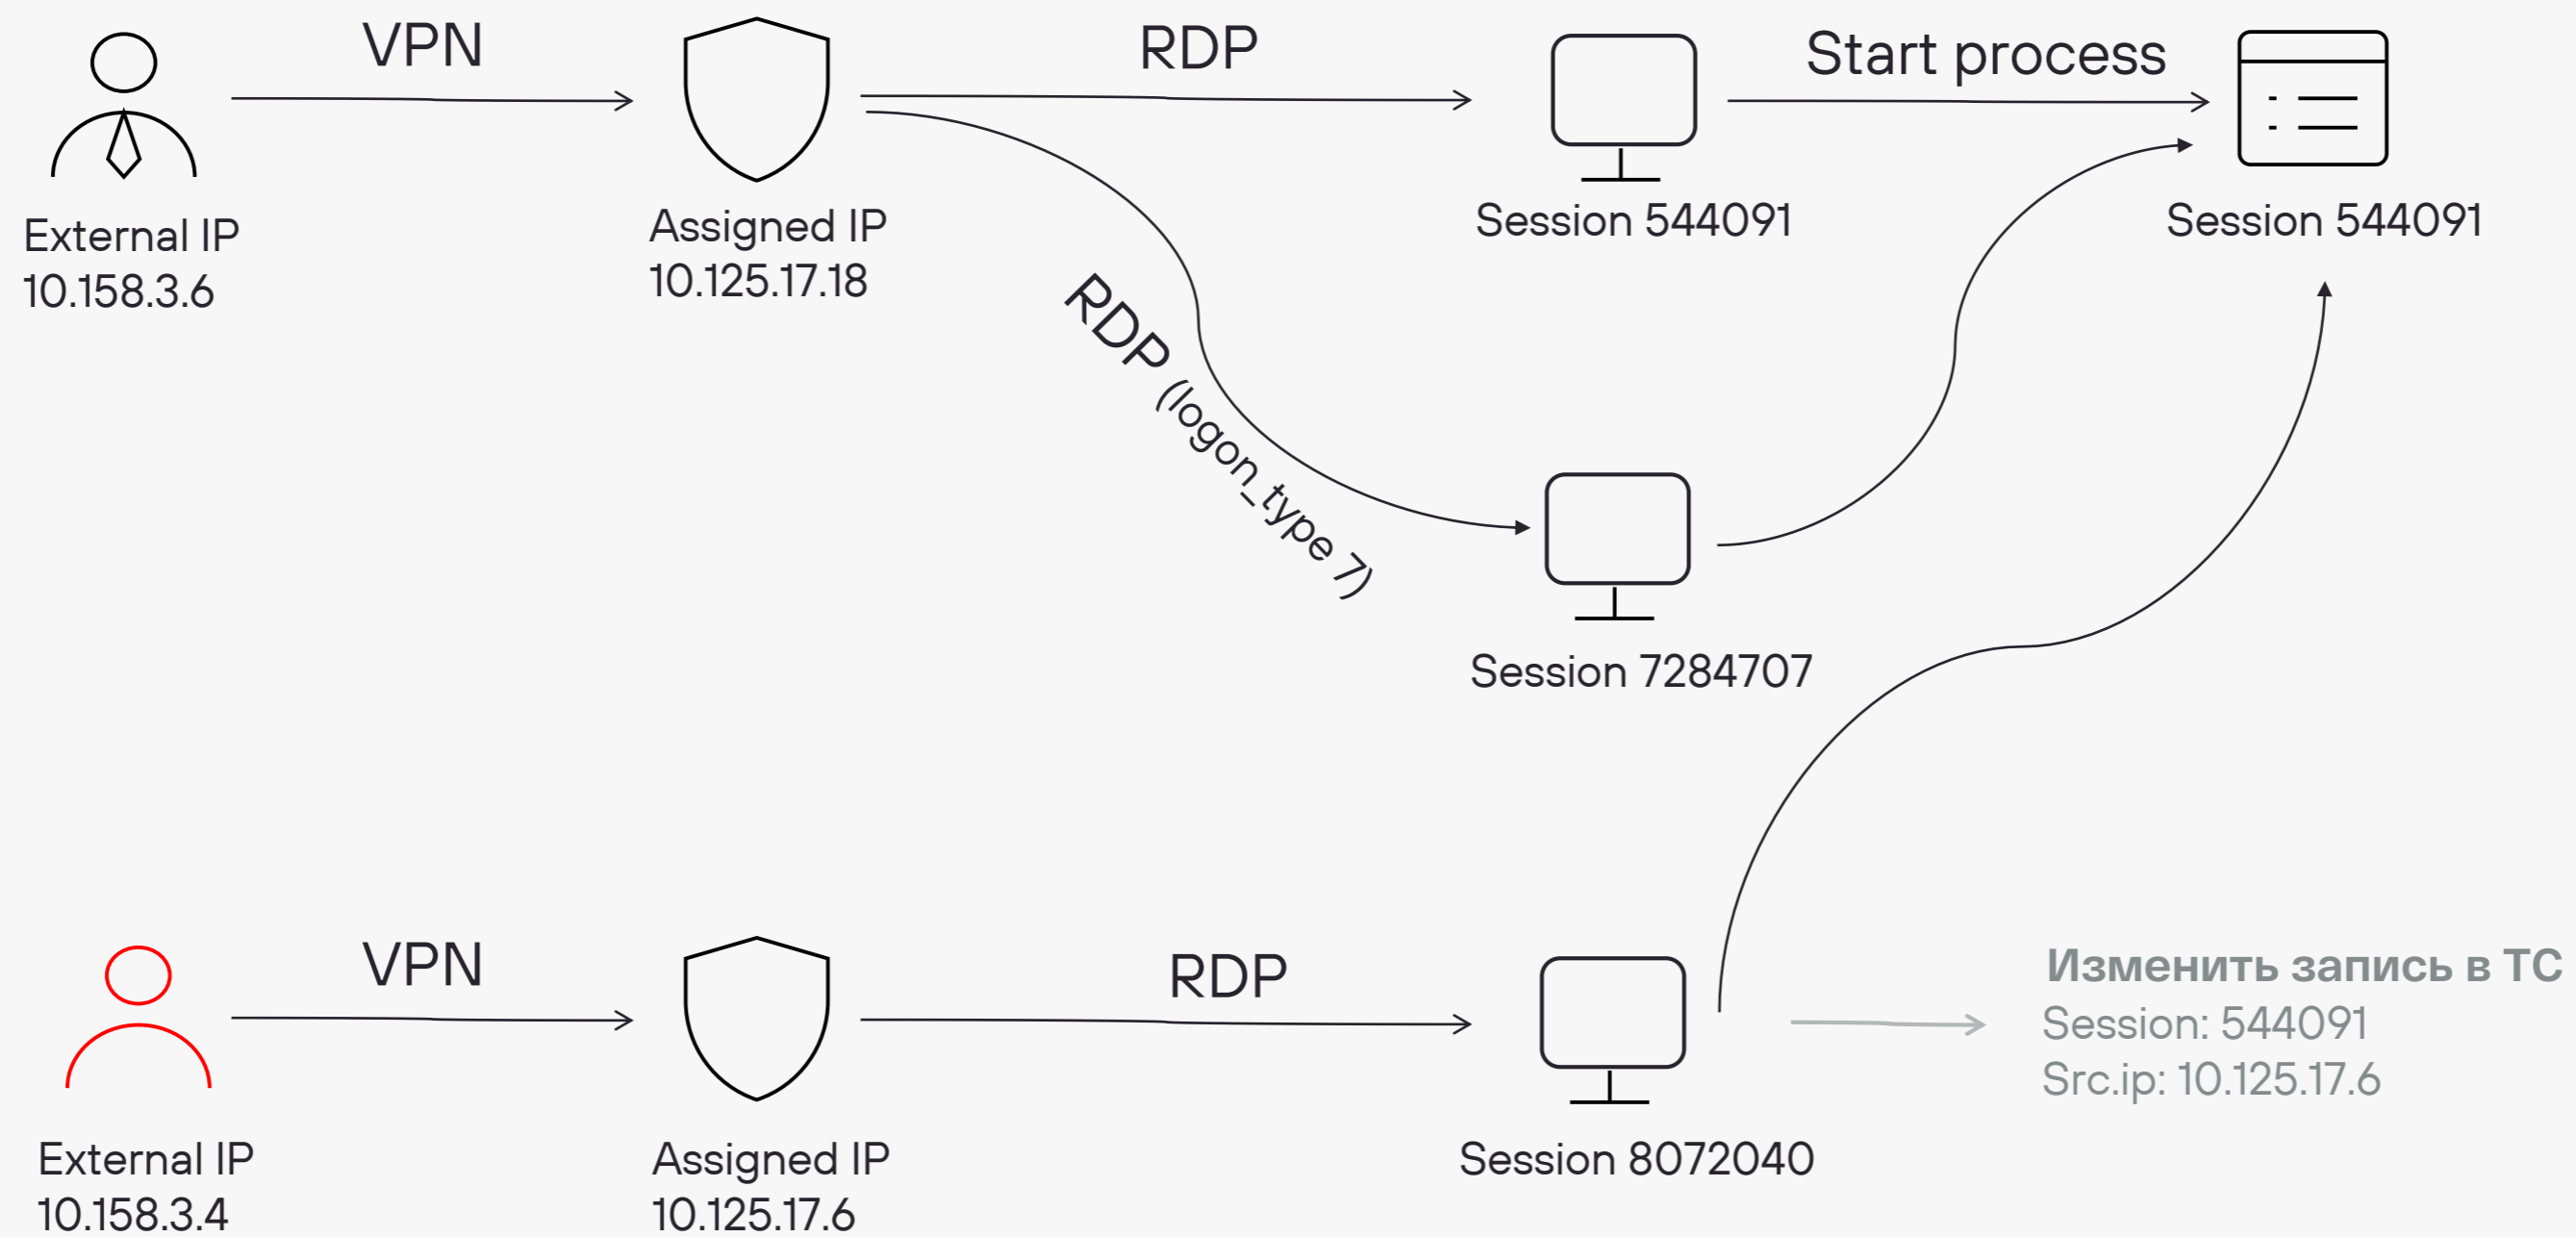 VPN
RDP
Start process
External IP
10.158.3.6
Assigned IP
10.125.17.18
Session 544091
Session 544091
RDP (logon_type 7)
Session 7284707
VPN
RDP
Изменить запись в ТС
Session: 544091
Src.ip: 10.125.17.6
External IP
10.158.3.4
Assigned IP
10.125.17.6
Session 8072040